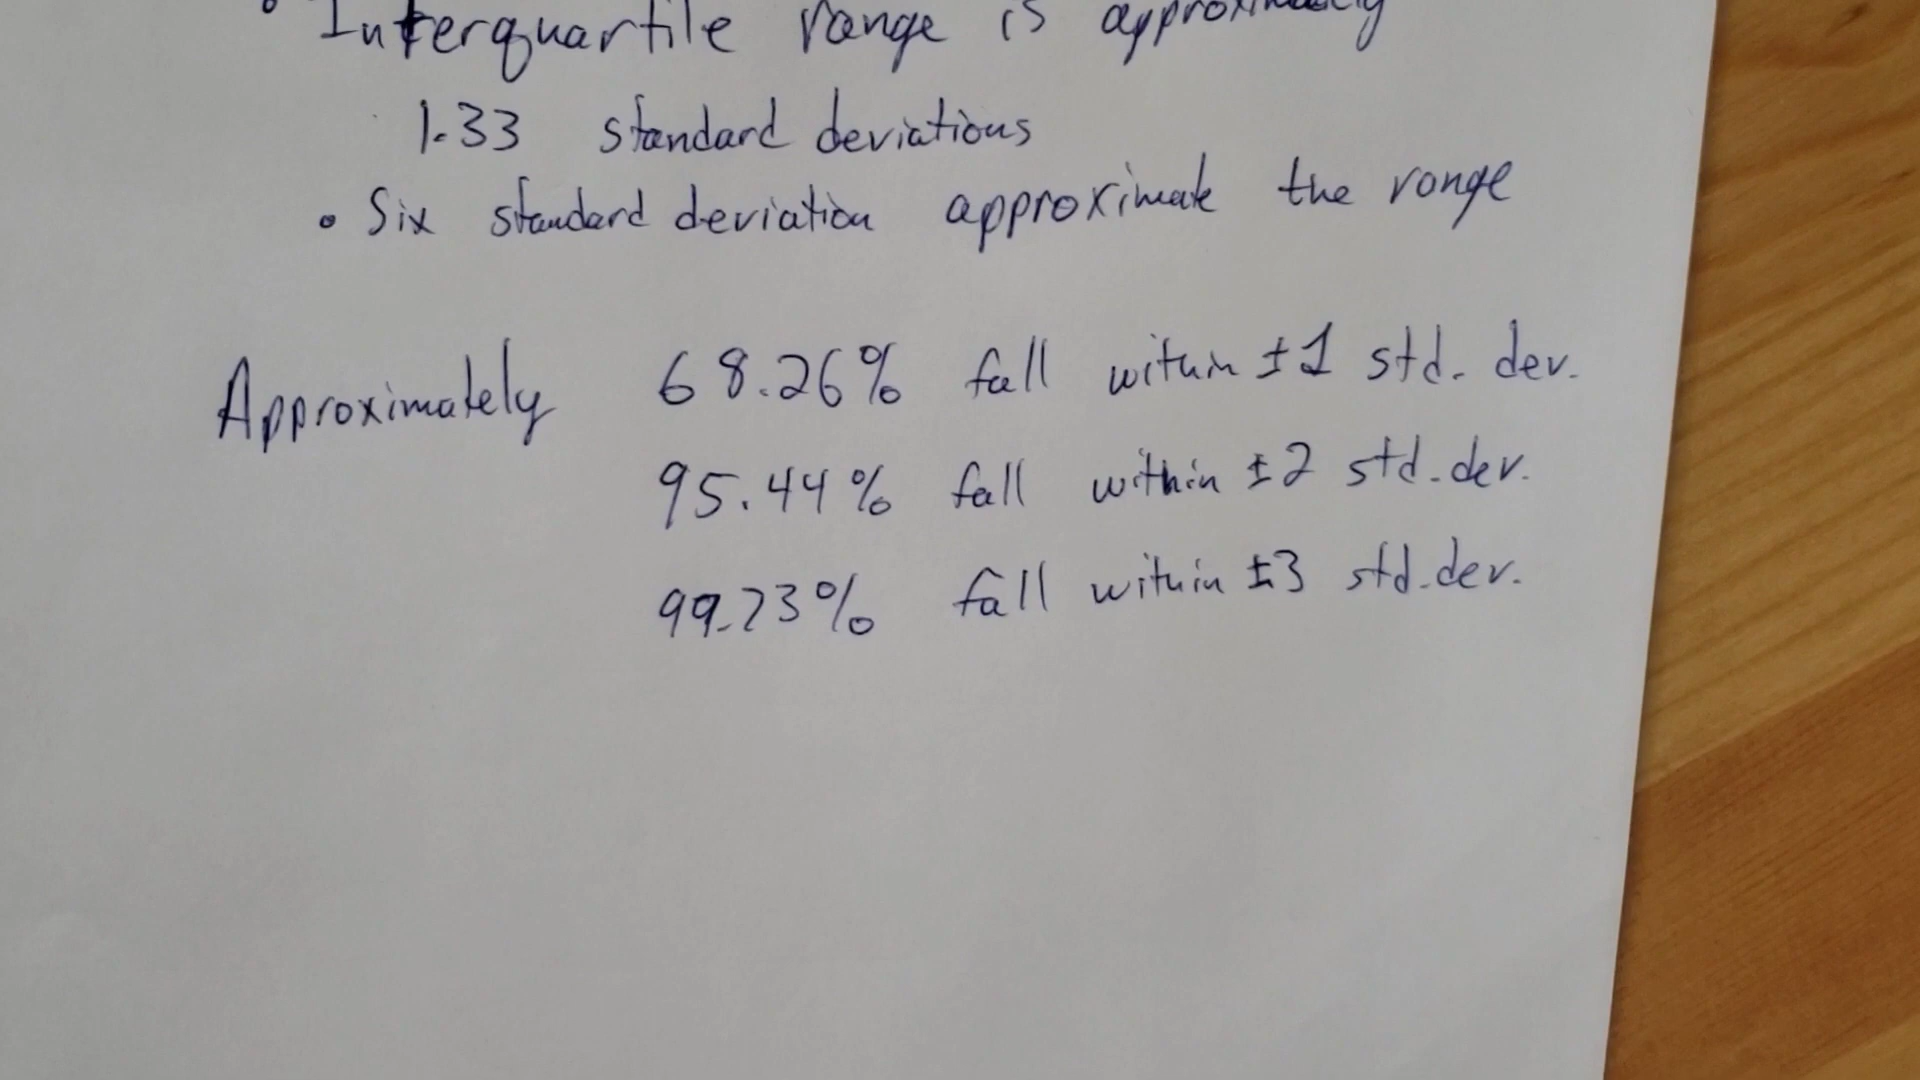 • Interquartile range is approximately
1.33 standard deviations
• Six standard deviation approximate the range
Approximately 68.26% fall within ±1 std. dev.
95.44% fall within ±2 std. dev.
99.73% fall within ±3 std. dev.